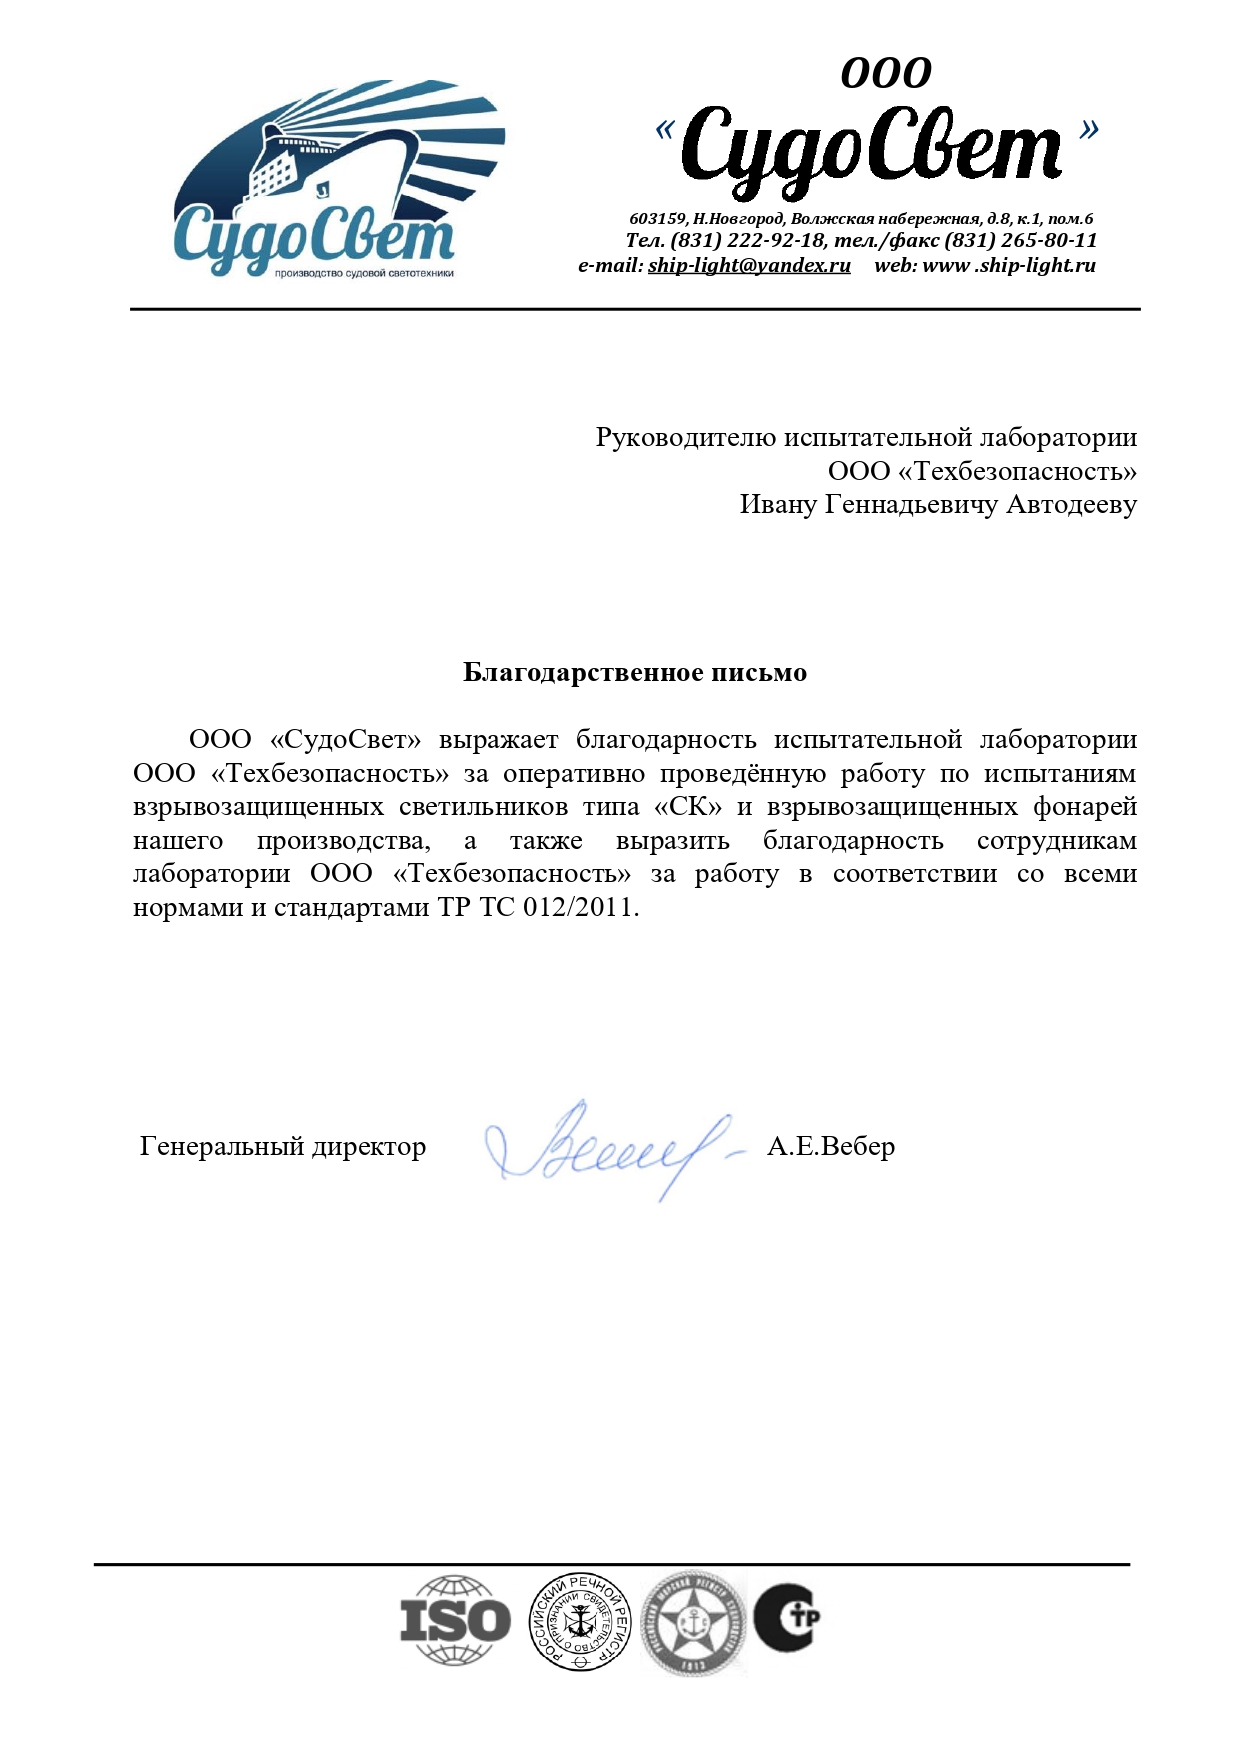 СудоСвет
производство судовой светотехники
ООО
« СудоСвет »
603159, Н.Новгород, Волжская набережная, д.8, к.1, пом.6
Тел. (831) 222-92-18, тел./факс (831) 265-80-11
e-mail: ship-light@yandex.ru web: www .ship-light.ru
Руководителю испытательной лаборатории
ООО «Техбезопасность»
Ивану Геннадьевичу Автодееву
Благодарственное письмо
ООО «СудоСвет» выражает благодарность испытательной лаборатории
ООО «Техбезопасность» за оперативно проведённую работу по испытаниям
взрывозащищенных светильников типа «СК» и взрывозащищенных фонарей
нашего производства, а также выразить благодарность сотрудникам
лаборатории ООО «Техбезопасность» за работу в соответствии со всеми
нормами и стандартами ТР ТС 012/2011.
Генеральный директор
А.Е.Вебер
ISO
РОССИЙСКИЙ РЕЧНОЙ РЕГИСТР
СВИДЕТЕЛЬСТВО О ПРИЗНАНИИ
1913
СТР